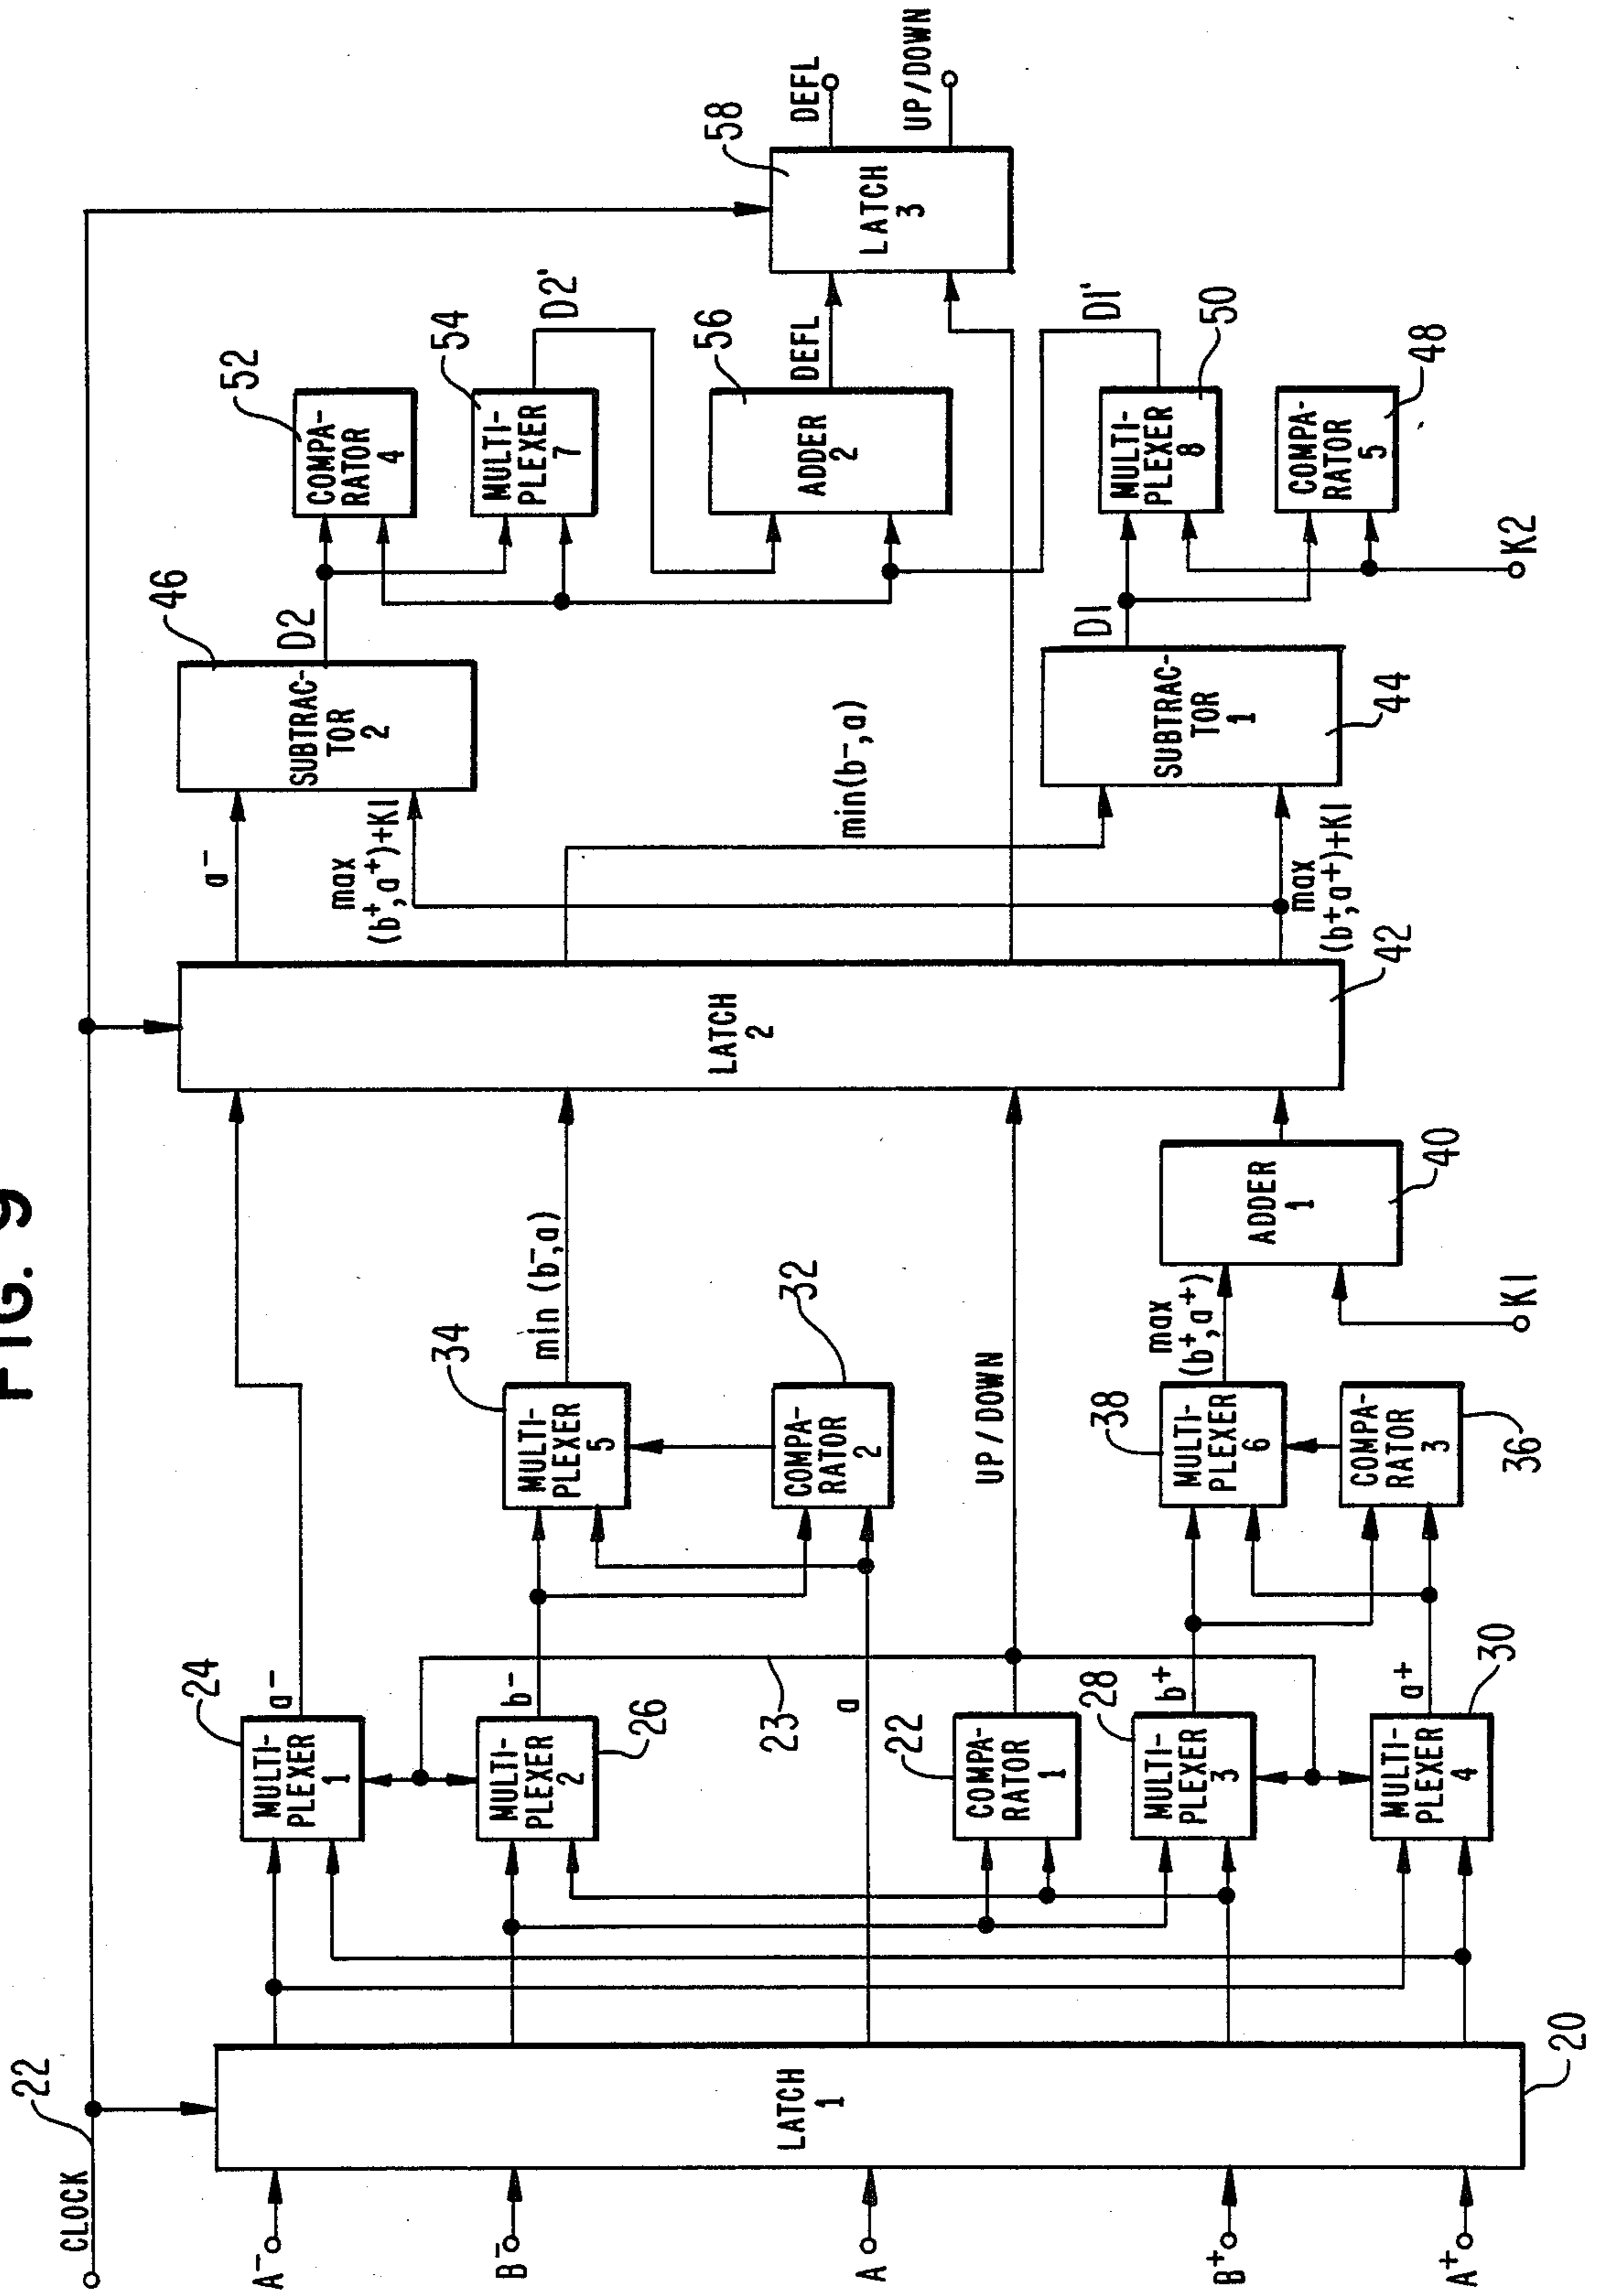 FIG. 9
CLOCK
22
A⁻
B⁻
A
B⁺
A⁺
LATCH
1
20
24
MULTI-
PLEXER
1
a⁻
MULTI-
PLEXER
2
26
b⁻
23
a
22
COMPA-
RATOR
1
28
MULTI-
PLEXER
3
b⁺
MULTI-
PLEXER
4
30
a⁺
34
MULTI-
PLEXER
5
min (b⁻,a)
32
COMPA-
RATOR
2
UP/DOWN
38
MULTI-
PLEXER
6
max
(b⁺,a⁺)
COMPA-
RATOR
3
36
ADDER
1
40
K1
LATCH
2
42
a⁻
max
(b⁺,a⁺)+K1
min(b⁻,a)
max
(b⁺,a⁺)+K1
46
SUBTRAC-
TOR
2
D2
SUBTRAC-
TOR
1
44
D1
52
COMPA-
RATOR
4
54
MULTI-
PLEXER
7
D2'
56
ADDER
2
DEFL
MULTI-
PLEXER
8
50
D1'
COMPA-
RATOR
5
48
K2
58
LATCH
3
DEFL
UP/DOWN